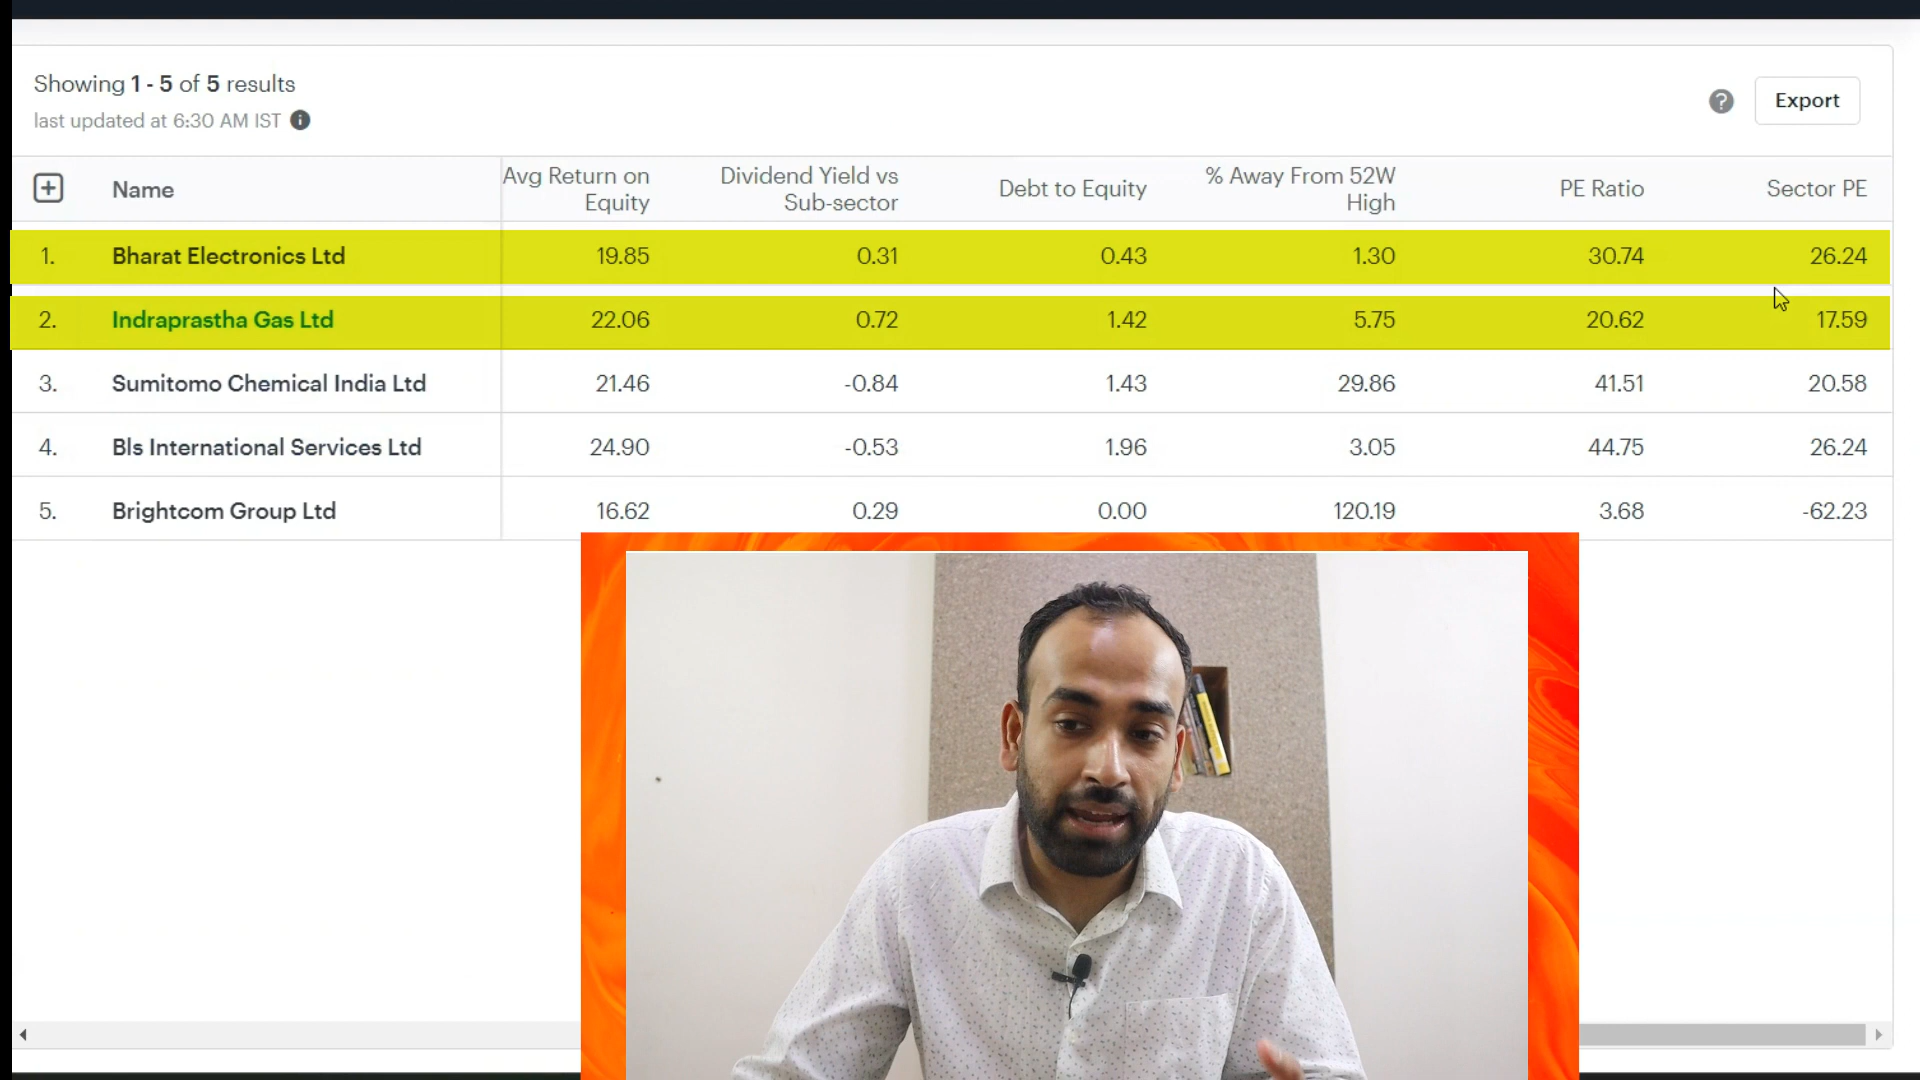 Showing 1 - 5 of 5 results
last updated at 6:30 AM IST
Export
Name
Avg Return on
Equity
Dividend Yield vs
Sub-sector
Debt to Equity
% Away From 52W
High
PE Ratio
Sector PE
1. Bharat Electronics Ltd 19.85 0.31 0.43 1.30 30.74 26.24
2. Indraprastha Gas Ltd 22.06 0.72 1.42 5.75 20.62 17.59
3. Sumitomo Chemical India Ltd 21.46 -0.84 1.43 29.86 41.51 20.58
4. Bls International Services Ltd 24.90 -0.53 1.96 3.05 44.75 26.24
5. Brightcom Group Ltd 16.62 0.29 0.00 120.19 3.68 -62.23